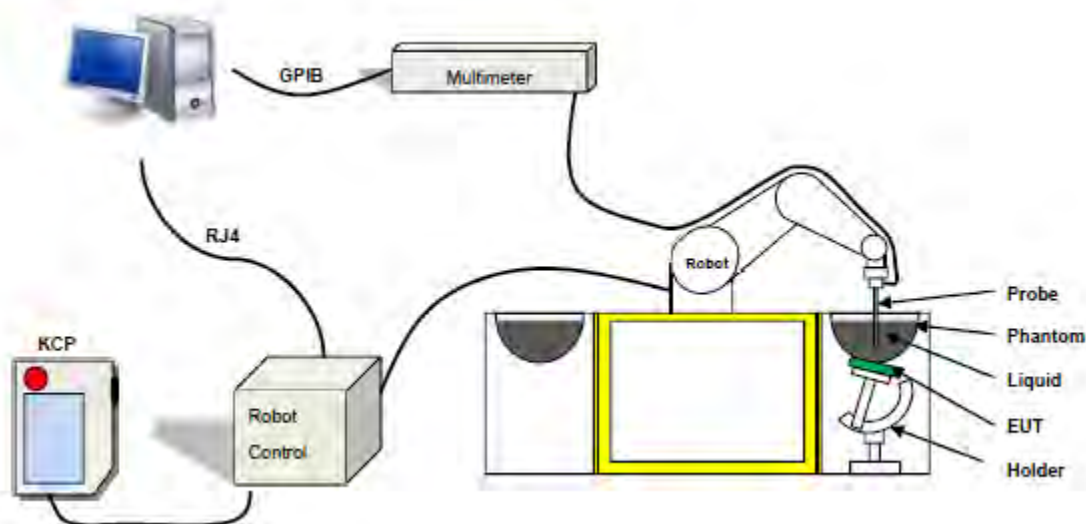 GPIB
Multimeter
RJ4
Robot
Probe
Phantom
Liquid
EUT
Holder
KCP
Robot
Control